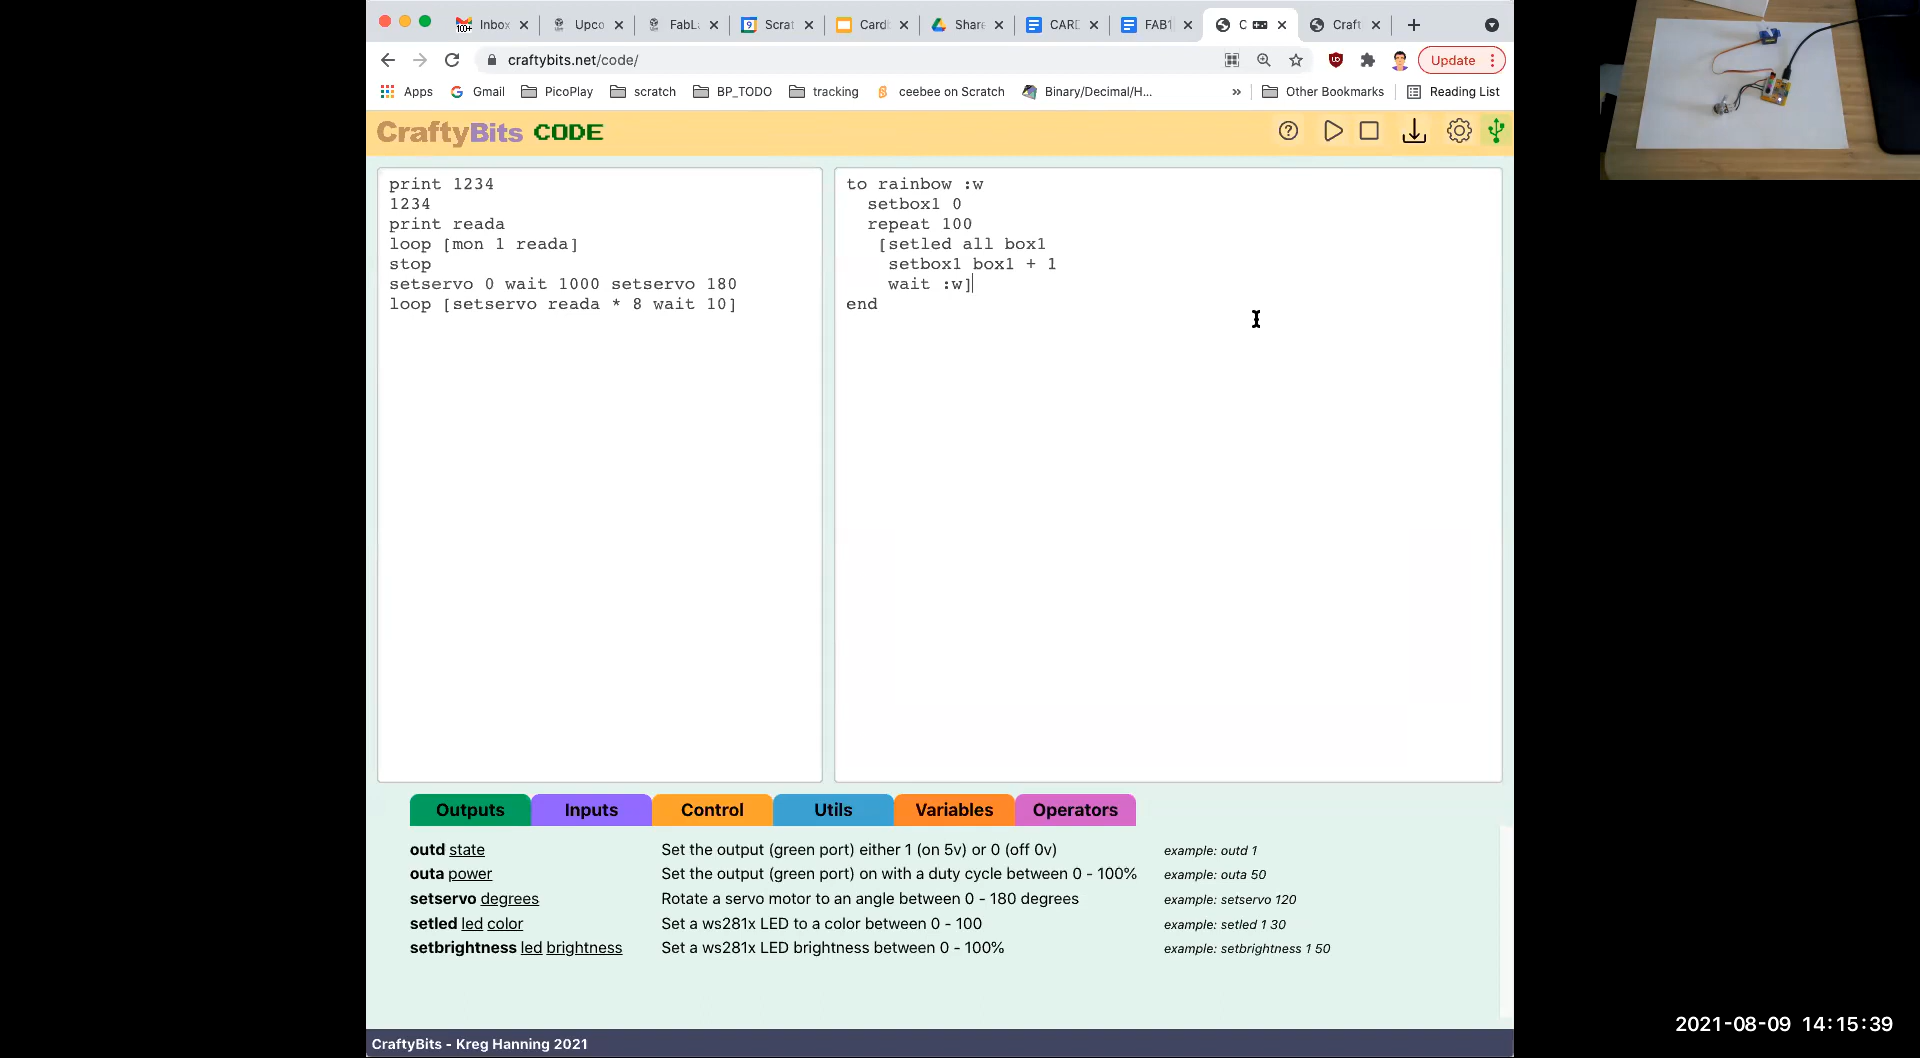 100+ Inbox
Upco
FabL
9 Scrat
Card
Share
CARD
FAB1
C
Craft
craftybits.net/code/
Update
Apps
Gmail
PicoPlay
scratch
BP_TODO
tracking
ceebee on Scratch
Binary/Decimal/H...
»
Other Bookmarks
Reading List
CraftyBits CODE
print 1234
1234
print reada
loop [mon 1 reada]
stop
setservo 0 wait 1000 setservo 180
loop [setservo reada * 8 wait 10]
to rainbow :w
setbox1 0
repeat 100
[setled all box1
setbox1 box1 + 1
wait :w]
end
Outputs
Inputs
Control
Utils
Variables
Operators
outd state Set the output (green port) either 1 (on 5v) or 0 (off 0v) example: outd 1
outa power Set the output (green port) on with a duty cycle between 0 - 100% example: outa 50
setservo degrees Rotate a servo motor to an angle between 0 - 180 degrees example: setservo 120
setled led color Set a ws281x LED to a color between 0 - 100 example: setled 1 30
setbrightness led brightness Set a ws281x LED brightness between 0 - 100% example: setbrightness 1 50
CraftyBits - Kreg Hanning 2021
2021-08-09 14:15:39